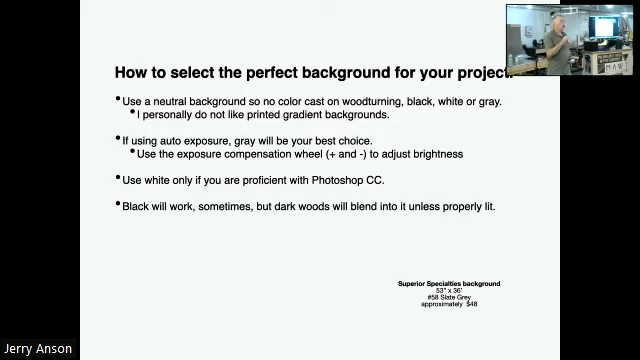 How to select the perfect background for your project.
• Use a neutral background so no color cast on woodturning, black, white or gray.
• I personally do not like printed gradient backgrounds.
• If using auto exposure, gray will be your best choice.
• Use the exposure compensation wheel (+ and -) to adjust brightness
• Use white only if you are proficient with Photoshop CC.
• Black will work, sometimes, but dark woods will blend into it unless properly lit.
Superior Specialties background
53" x 36'
#58 Slate Grey
approximately $48
Jerry Anson